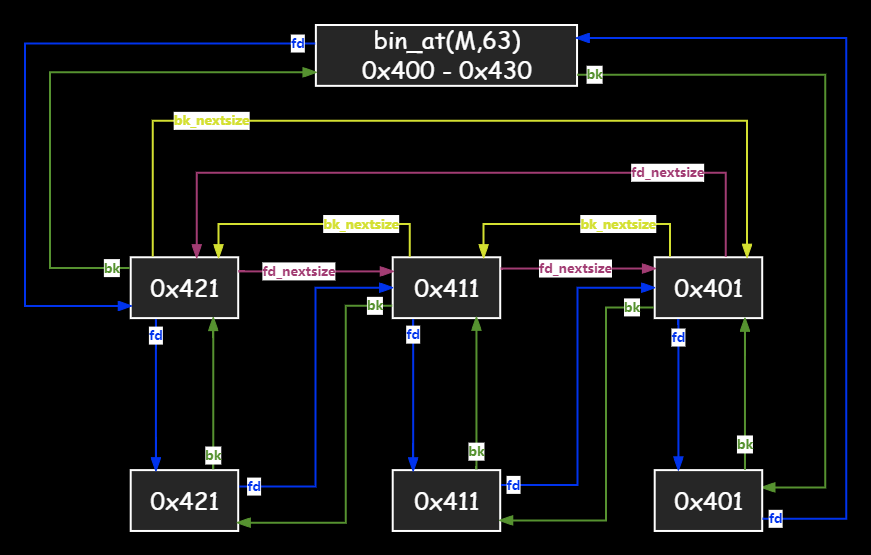 fd
bin_at(M,63)
0x400 - 0x430
bk
bk_nextsize
fd_nextsize
bk_nextsize
bk_nextsize
bk
fd_nextsize
fd_nextsize
0x421
0x411
0x401
bk
bk
fd
fd
fd
bk
bk
bk
fd
fd
0x421
0x411
0x401
fd